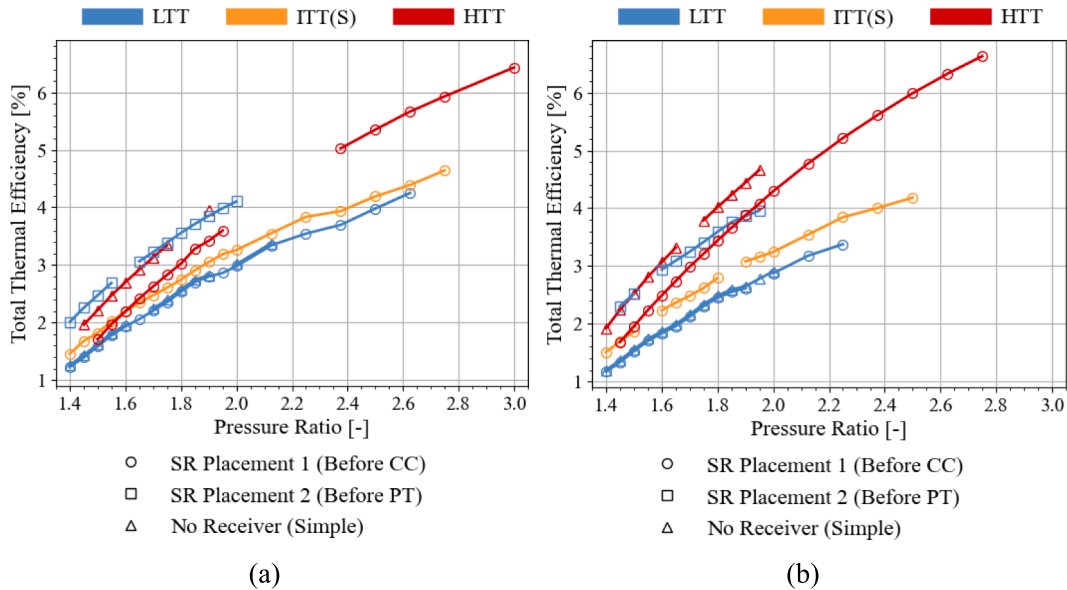 LTT ITT(S) HTT
Total Thermal Efficiency [%]
6
5
4
3
2
1
1.4 1.6 1.8 2.0 2.2 2.4 2.6 2.8 3.0
Pressure Ratio [-]
SR Placement 1 (Before CC)
SR Placement 2 (Before PT)
No Receiver (Simple)
(a)
LTT ITT(S) HTT
Total Thermal Efficiency [%]
6
5
4
3
2
1
1.4 1.6 1.8 2.0 2.2 2.4 2.6 2.8 3.0
Pressure Ratio [-]
SR Placement 1 (Before CC)
SR Placement 2 (Before PT)
No Receiver (Simple)
(b)